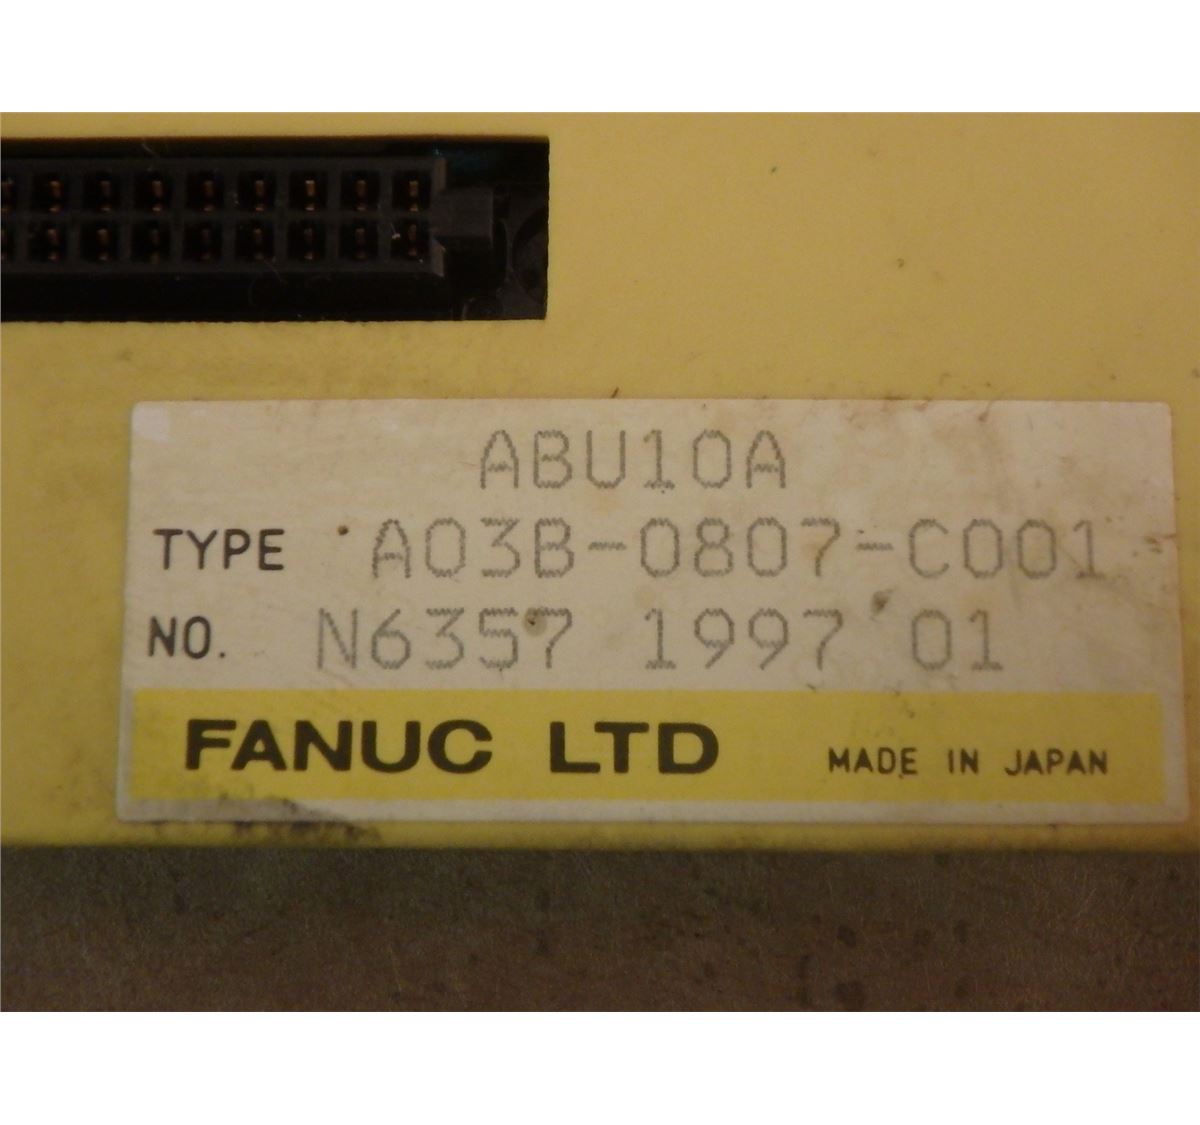 ABU10A
TYPE A03B-0807-C001
NO. N6357 1997 01
FANUC LTD MADE IN JAPAN